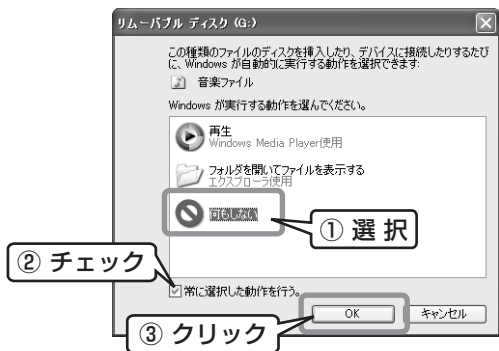 リムーバブル ディスク (G:)
この種類のファイルのディスクを挿入したり、デバイスに接続したりするたび
に、Windows が自動的に実行する動作を選択できます:
音楽ファイル
Windows が実行する動作を選んでください。
再生
Windows Media Player使用
フォルダを開いてファイルを表示する
エクスプローラ使用
何もしない
① 選 択
② チェック
常に選択した動作を行う。
OK
キャンセル
③ クリック